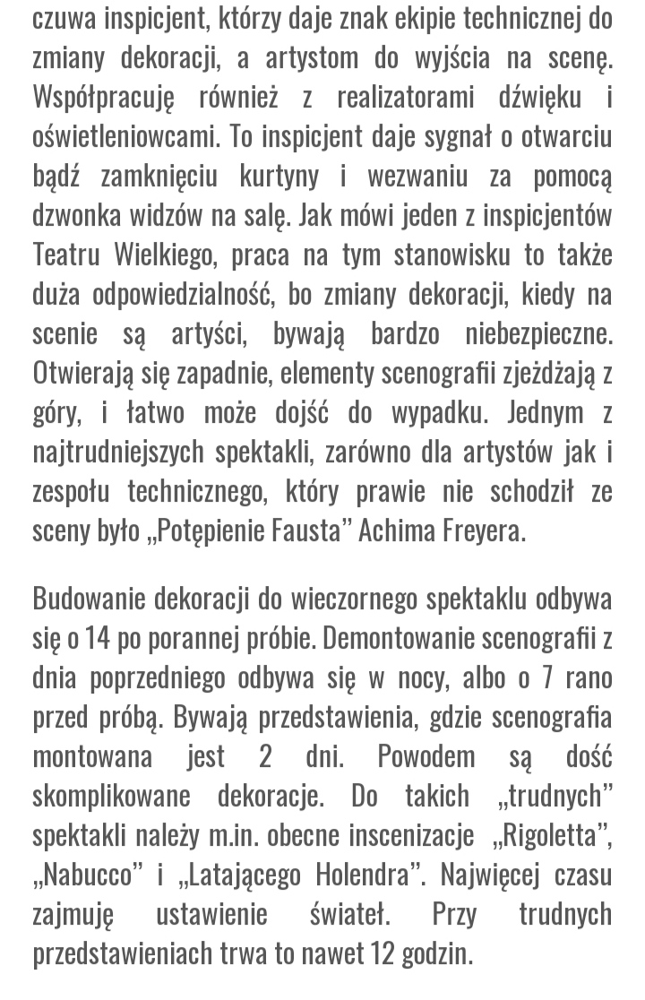 czuwa inspicjent, którzy daje znak ekipie technicznej do
zmiany dekoracji, a artystom do wyjścia na scenę.
Współpracuję również z realizatorami dźwięku i
oświetleniowcami. To inspicjent daje sygnał o otwarciu
bądź zamknięciu kurtyny i wezwaniu za pomocą
dzwonka widzów na salę. Jak mówi jeden z inspicjentów
Teatru Wielkiego, praca na tym stanowisku to także
duża odpowiedzialność, bo zmiany dekoracji, kiedy na
scenie są artyści, bywają bardzo niebezpieczne.
Otwierają się zapadnie, elementy scenografii zjeżdżają z
góry, i łatwo może dojść do wypadku. Jednym z
najtrudniejszych spektakli, zarówno dla artystów jak i
zespołu technicznego, który prawie nie schodził ze
sceny było „Potępienie Fausta” Achima Freyera.
Budowanie dekoracji do wieczornego spektaklu odbywa
się o 14 po porannej próbie. Demontowanie scenografii z
dnia poprzedniego odbywa się w nocy, albo o 7 rano
przed próbą. Bywają przedstawienia, gdzie scenografia
montowana jest 2 dni. Powodem są dość
skomplikowane dekoracje. Do takich „trudnych”
spektakli należy m.in. obecne inscenizacje „Rigoletta”,
„Nabucco” i „Latającego Holendra”. Najwięcej czasu
zajmuję ustawienie świateł. Przy trudnych
przedstawieniach trwa to nawet 12 godzin.